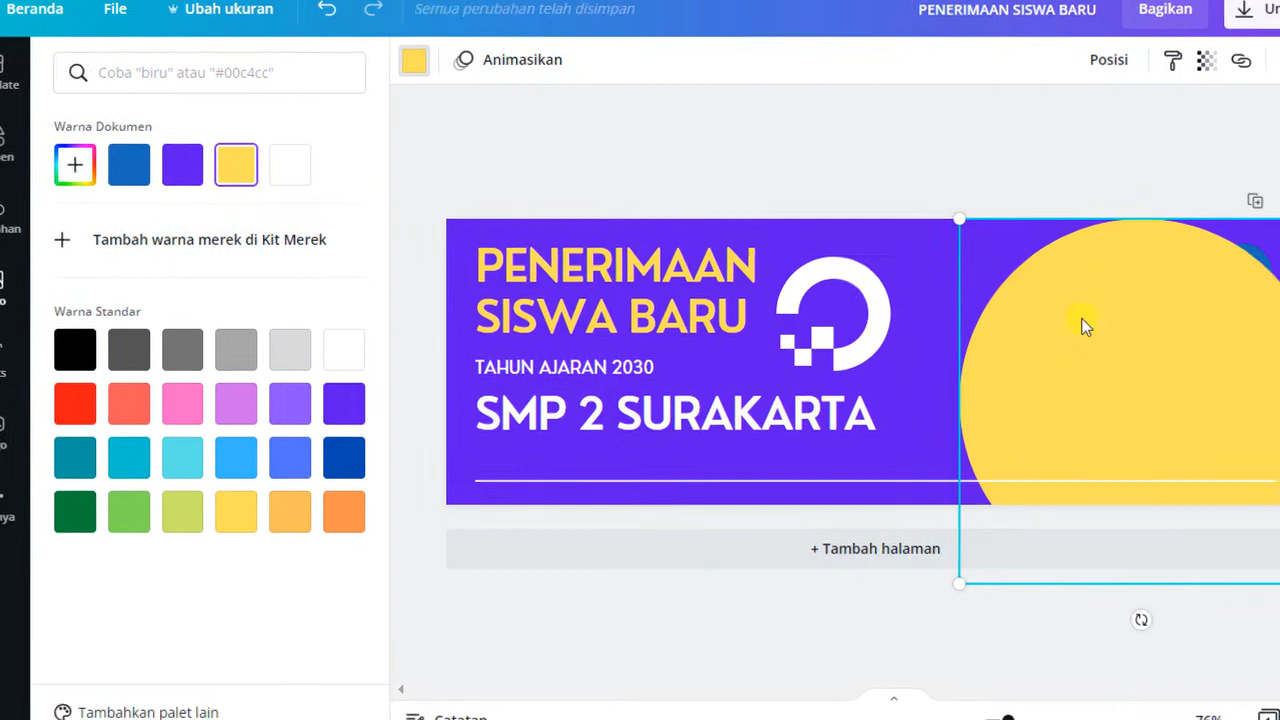 Beranda File Ubah ukuran Semua perubahan telah disimpan PENERIMAAN SISWA BARU Bagikan
Coba "biru" atau "#00c4cc"
Animasikan Posisi
Warna Dokumen
Tambah warna merek di Kit Merek
Warna Standar
Tambahkan palet lain
PENERIMAAN
SISWA BARU
TAHUN AJARAN 2030
SMP 2 SURAKARTA
+ Tambah halaman
Catatan 76%